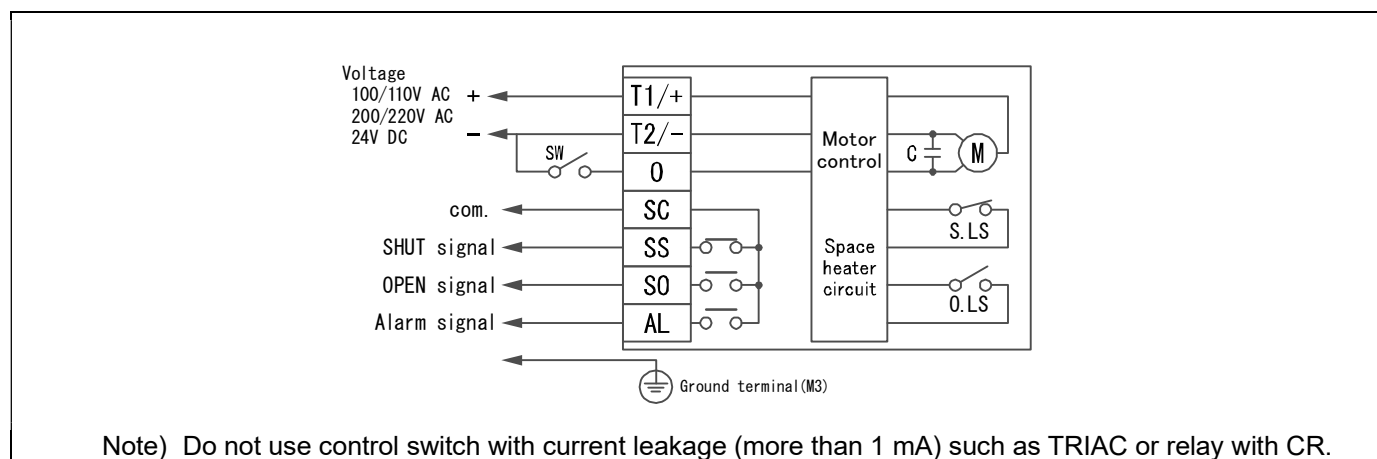 Voltage
100/110V AC +
200/220V AC
24V DC −
SW
T1/+
T2/−
O
com.
SC
SHUT signal
SS
OPEN signal
SO
Alarm signal
AL
Motor
control
Space
heater
circuit
C
M
S.LS
O.LS
Ground terminal(M3)
Note) Do not use control switch with current leakage (more than 1 mA) such as TRIAC or relay with CR.